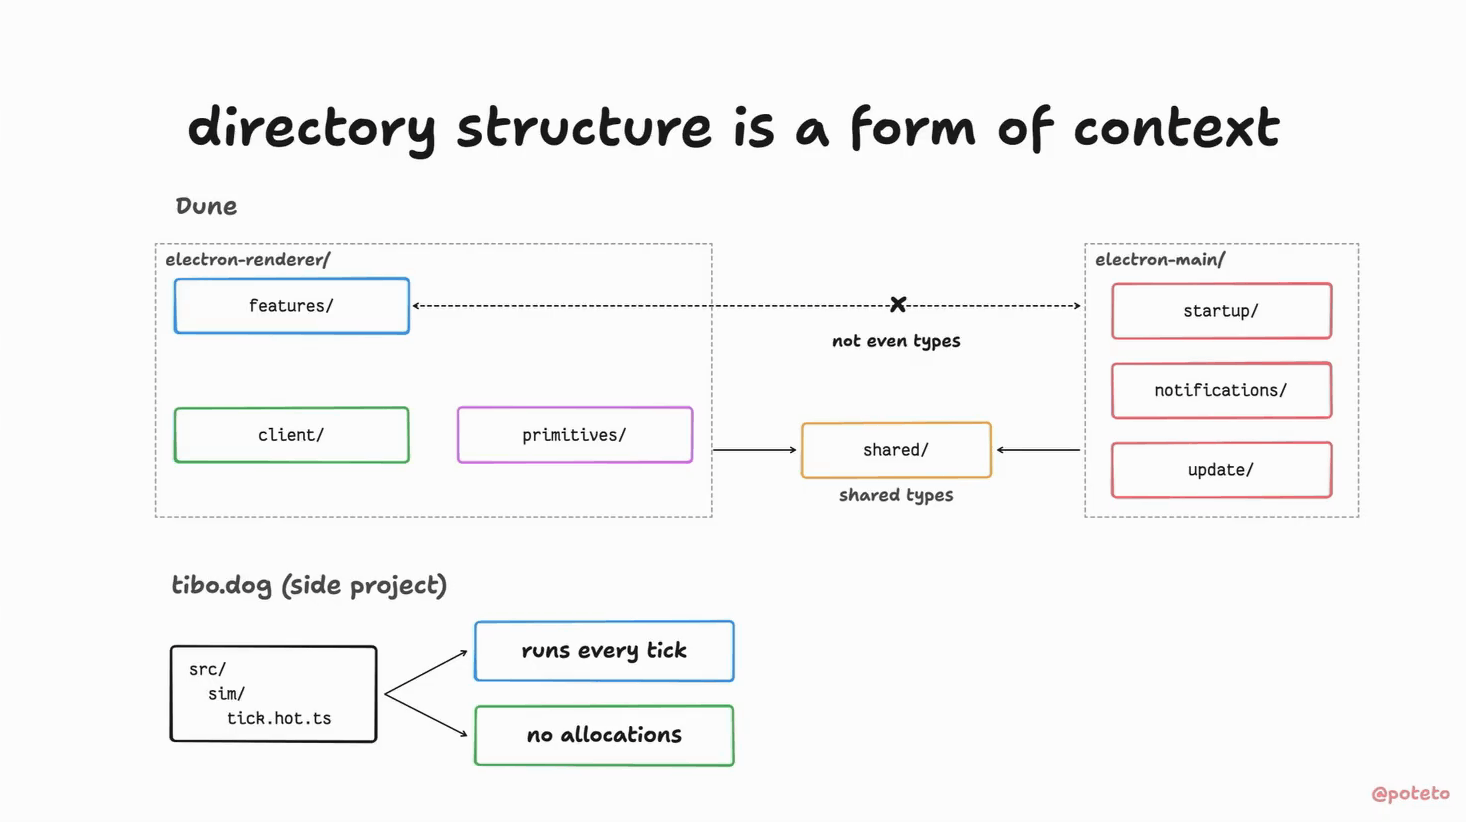 directory structure is a form of context
Dune
electron-renderer/
features/
client/
primitives/
not even types
shared/
shared types
electron-main/
startup/
notifications/
update/
tibo.dog (side project)
src/
sim/
tick.hot.ts
runs every tick
no allocations
@poteto